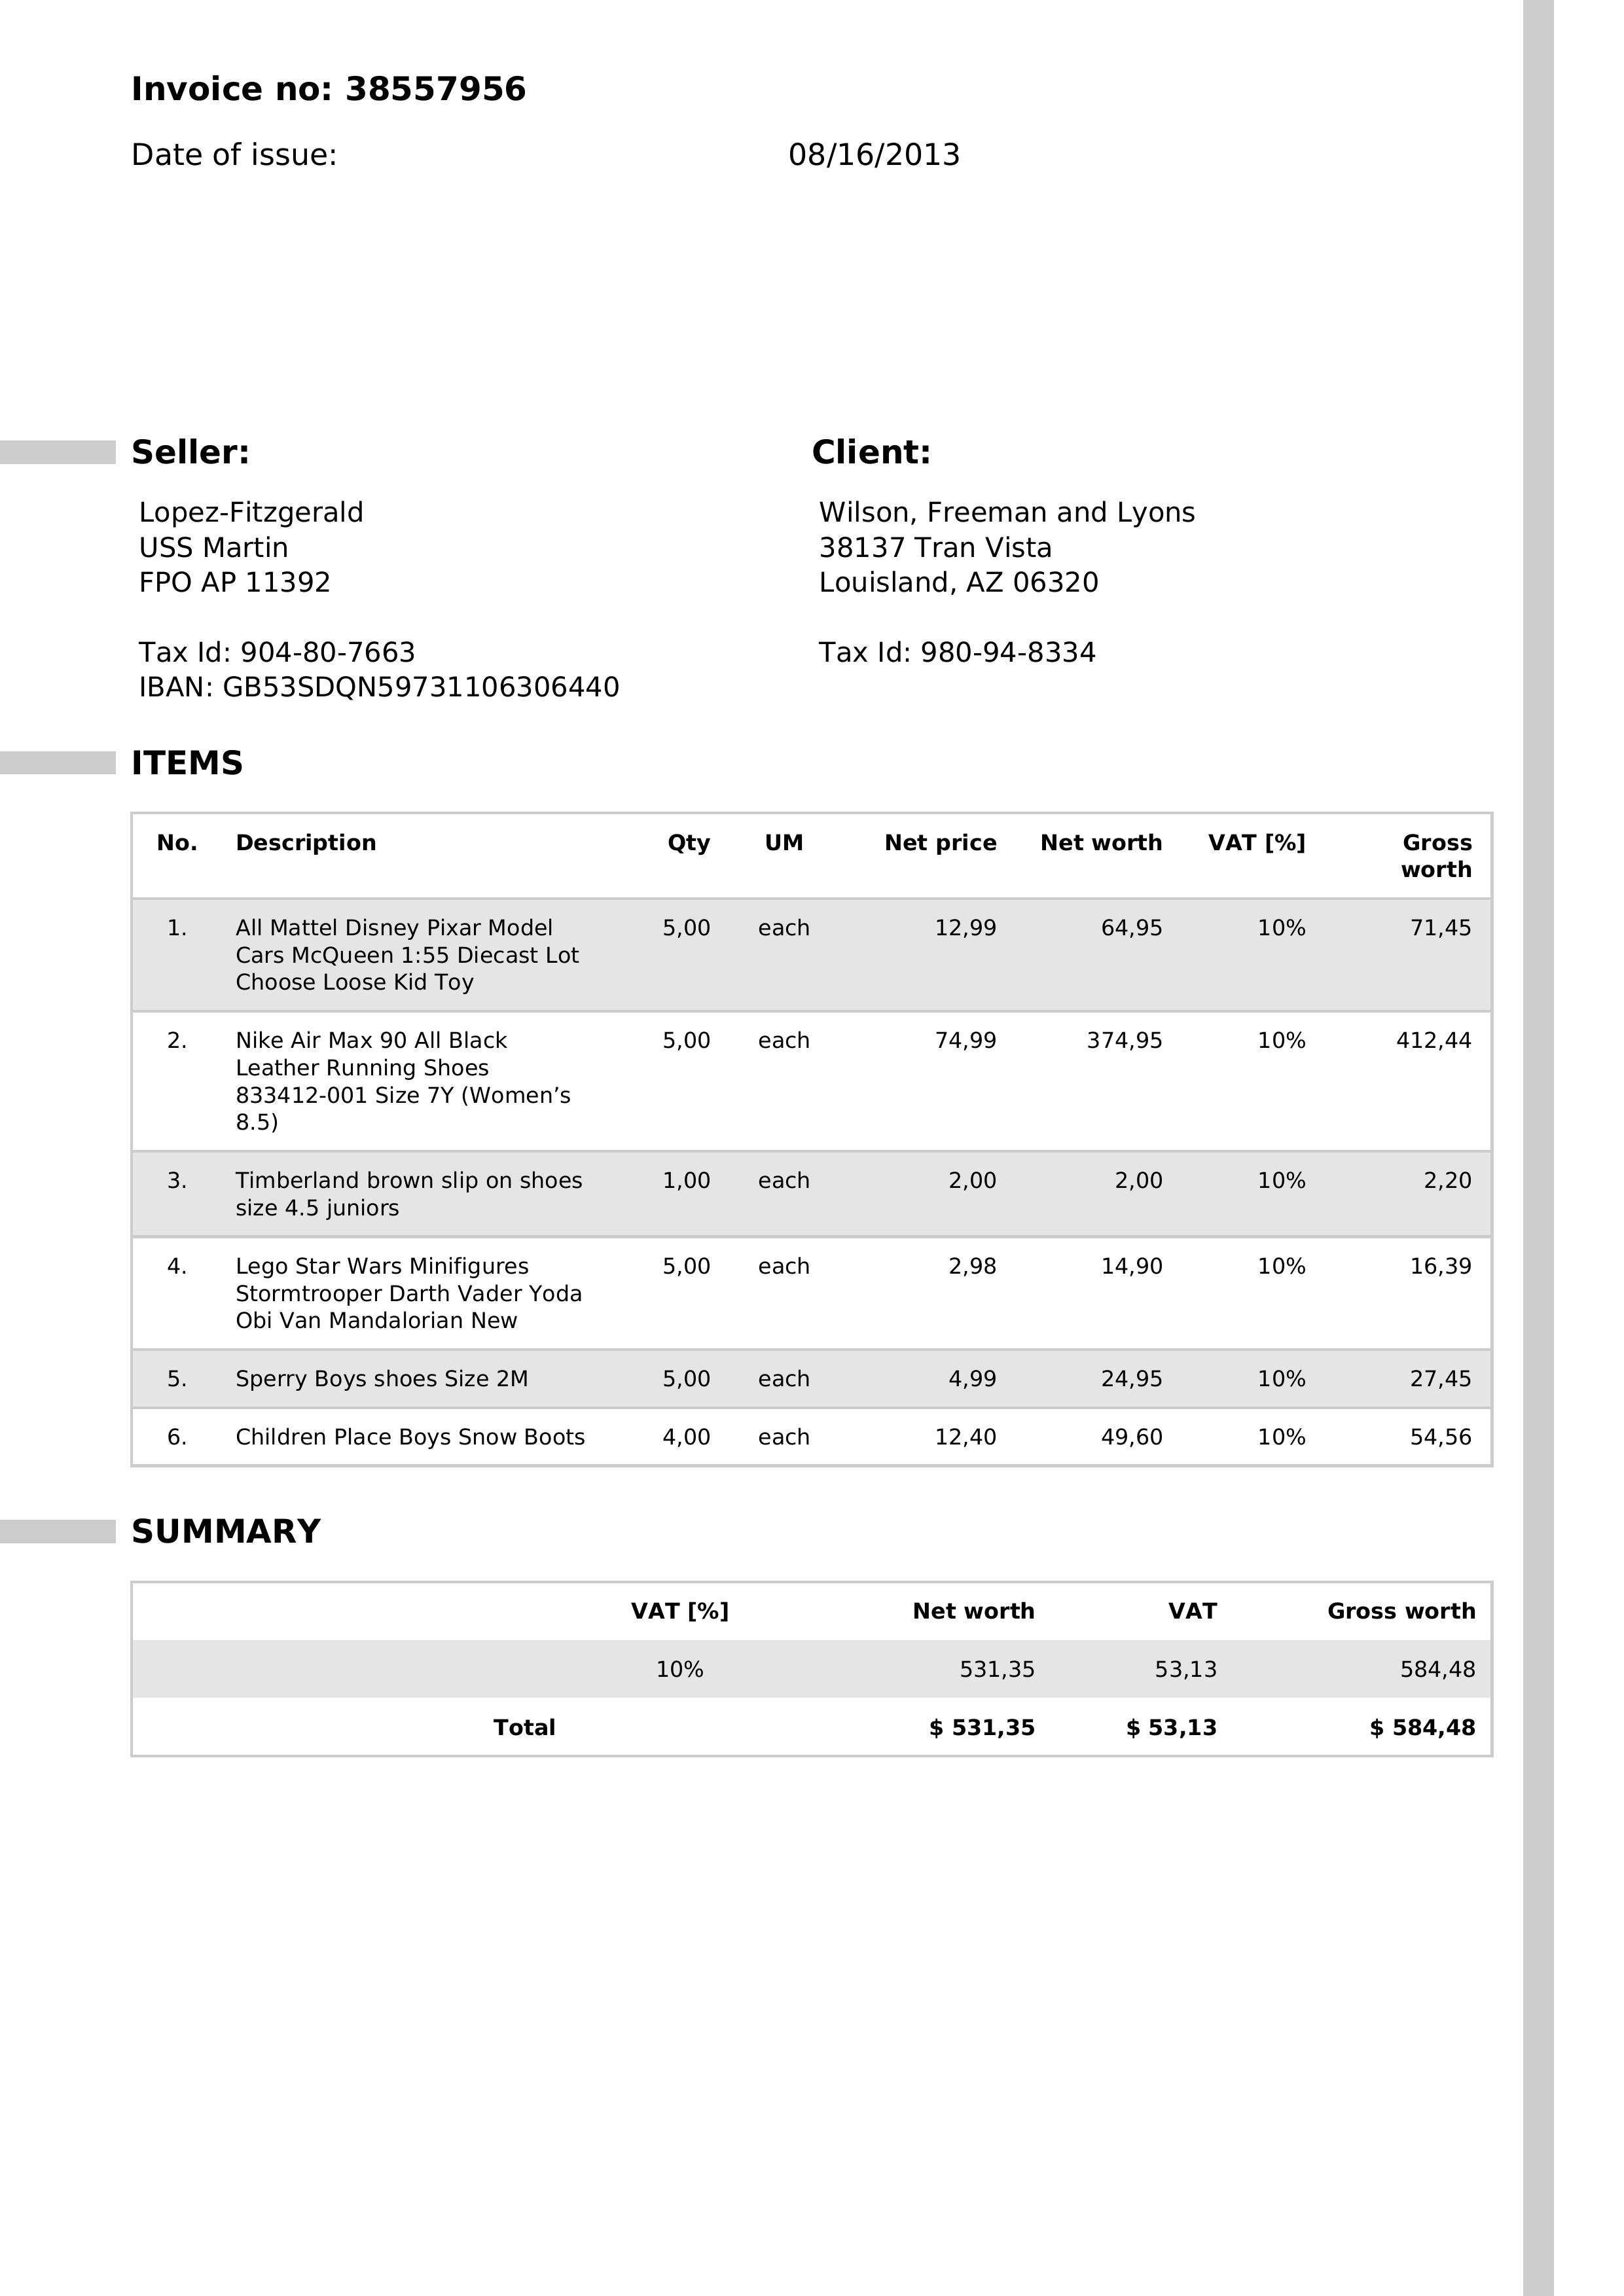 Invoice no: 38557956
Date of issue: 08/16/2013
Seller: Client:
Lopez-Fitzgerald Wilson, Freeman and Lyons
USS Martin 38137 Tran Vista
FPO AP 11392 Louisland, AZ 06320
Tax Id: 904-80-7663 Tax Id: 980-94-8334
IBAN: GB53SDQN59731106306440
ITEMS
No. Description Qty UM Net price Net worth VAT [%] Gross
worth
1. All Mattel Disney Pixar Model 5,00 each 12,99 64,95 10% 71,45
Cars McQueen 1:55 Diecast Lot
Choose Loose Kid Toy
2. Nike Air Max 90 All Black 5,00 each 74,99 374,95 10% 412,44
Leather Running Shoes
833412-001 Size 7Y (Women’s
8.5)
3. Timberland brown slip on shoes 1,00 each 2,00 2,00 10% 2,20
size 4.5 juniors
4. Lego Star Wars Minifigures 5,00 each 2,98 14,90 10% 16,39
Stormtrooper Darth Vader Yoda
Obi Van Mandalorian New
5. Sperry Boys shoes Size 2M 5,00 each 4,99 24,95 10% 27,45
6. Children Place Boys Snow Boots 4,00 each 12,40 49,60 10% 54,56
SUMMARY
VAT [%] Net worth VAT Gross worth
10% 531,35 53,13 584,48
Total $ 531,35 $ 53,13 $ 584,48